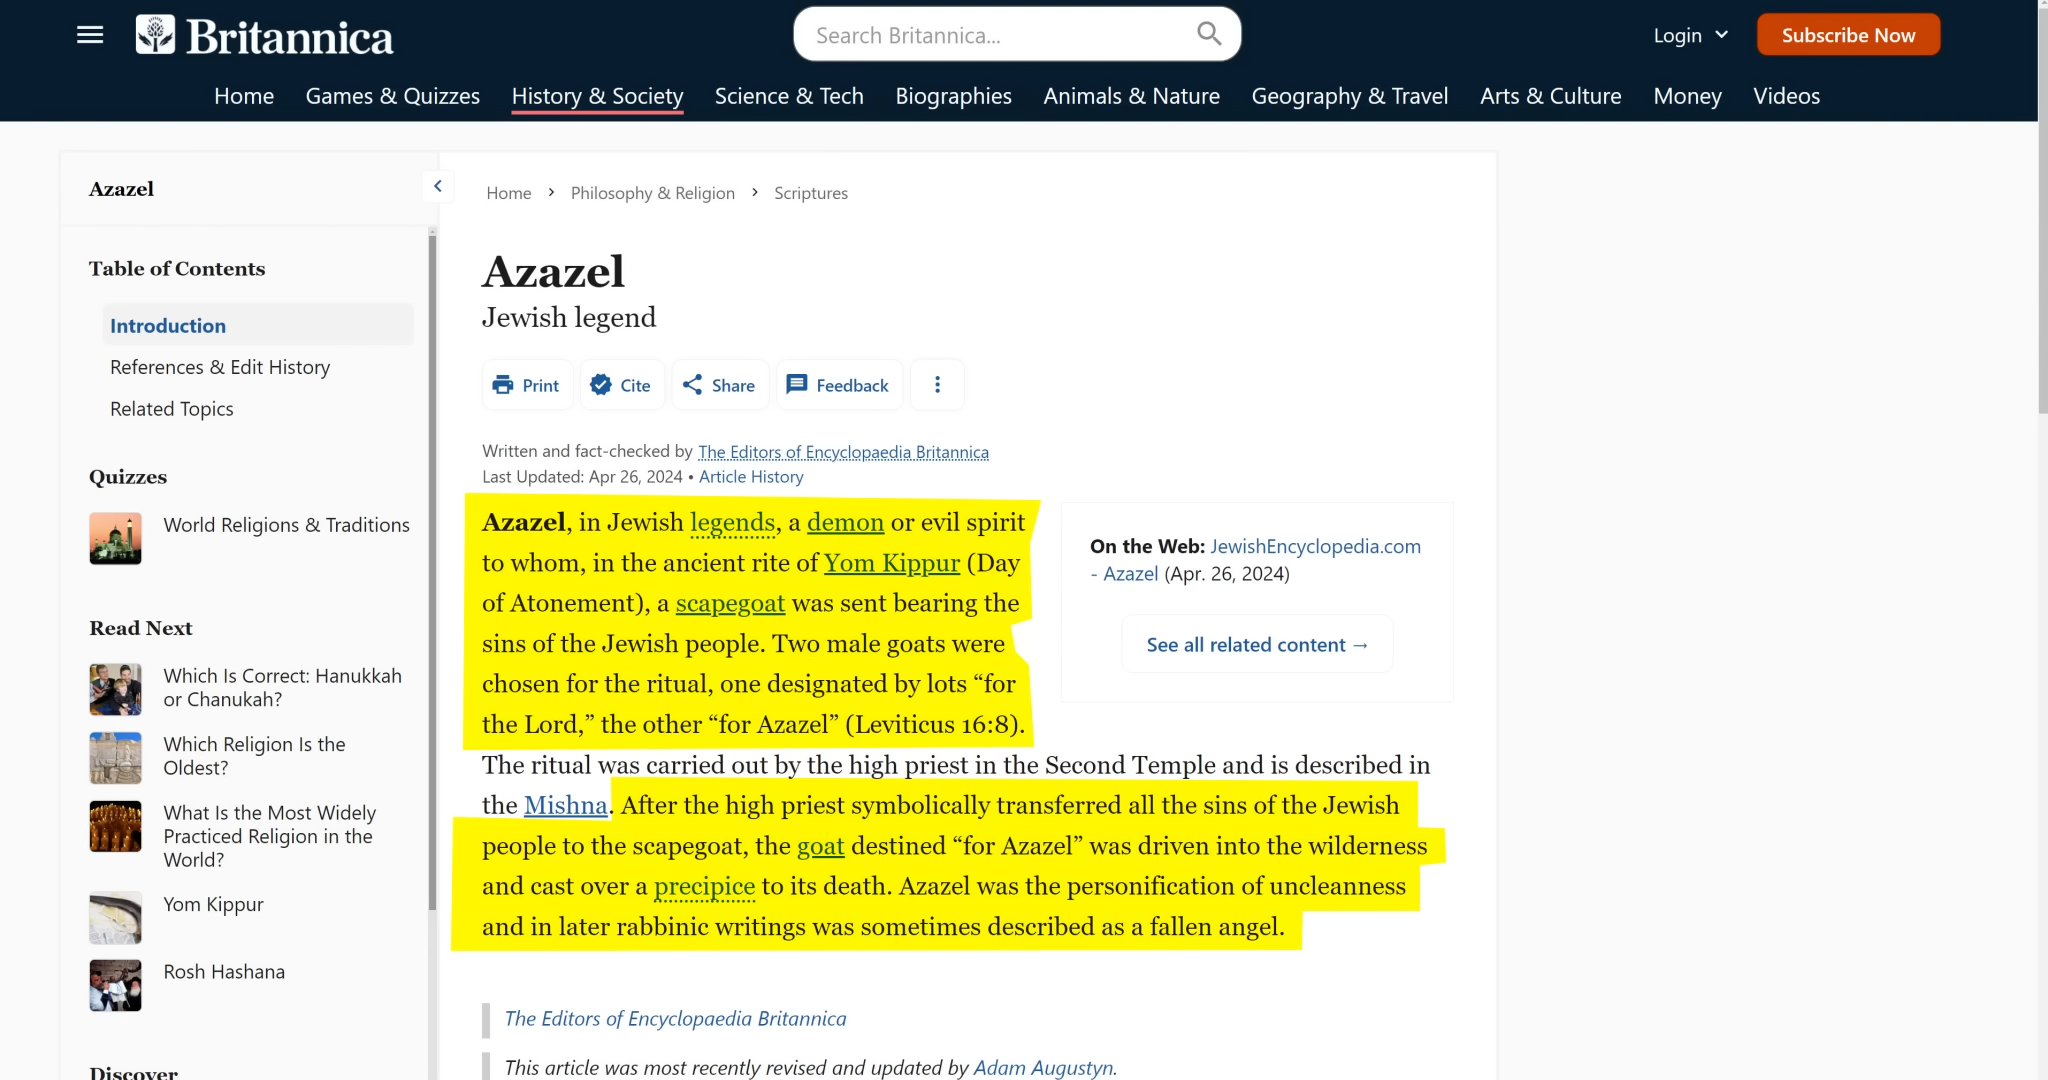 Britannica
Search Britannica...
Login
Subscribe Now
Home
Games & Quizzes
History & Society
Science & Tech
Biographies
Animals & Nature
Geography & Travel
Arts & Culture
Money
Videos
Azazel
Table of Contents
Introduction
References & Edit History
Related Topics
Quizzes
World Religions & Traditions
Read Next
Which Is Correct: Hanukkah
or Chanukah?
Which Religion Is the
Oldest?
What Is the Most Widely
Practiced Religion in the
World?
Yom Kippur
Rosh Hashana
Discover
Home > Philosophy & Religion > Scriptures
Azazel
Jewish legend
Print
Cite
Share
Feedback
Written and fact-checked by The Editors of Encyclopaedia Britannica
Last Updated: Apr 26, 2024 • Article History
Azazel, in Jewish legends, a demon or evil spirit
to whom, in the ancient rite of Yom Kippur (Day
of Atonement), a scapegoat was sent bearing the
sins of the Jewish people. Two male goats were
chosen for the ritual, one designated by lots “for
the Lord,” the other “for Azazel” (Leviticus 16:8).
The ritual was carried out by the high priest in the Second Temple and is described in
the Mishna. After the high priest symbolically transferred all the sins of the Jewish
people to the scapegoat, the goat destined “for Azazel” was driven into the wilderness
and cast over a precipice to its death. Azazel was the personification of uncleanness
and in later rabbinic writings was sometimes described as a fallen angel.
On the Web: JewishEncyclopedia.com
- Azazel (Apr. 26, 2024)
See all related content →
The Editors of Encyclopaedia Britannica
This article was most recently revised and updated by Adam Augustyn.